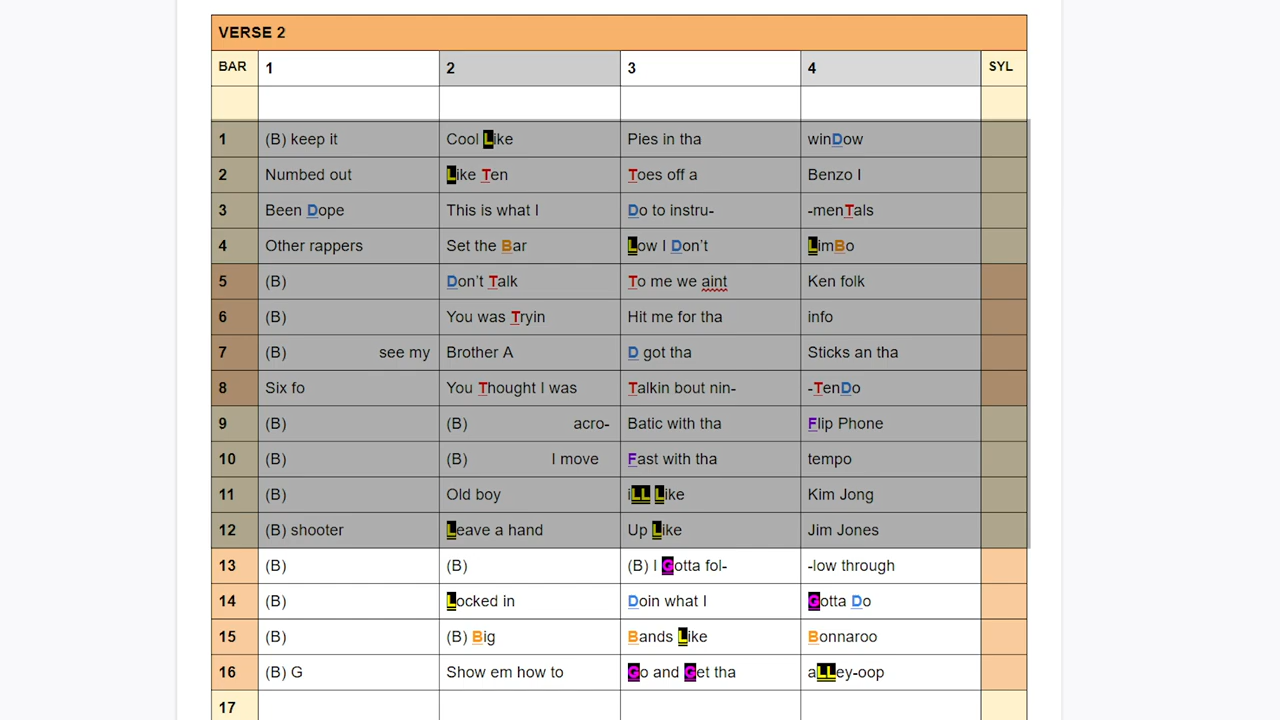 VERSE 2
BAR 1 2 3 4 SYL
1 (B) keep it Cool Like Pies in tha winDow
2 Numbed out Like Ten Toes off a Benzo I
3 Been Dope This is what I Do to instru- -menTals
4 Other rappers Set the Bar Low I Don't LimBo
5 (B) Don't Talk To me we aint Ken folk
6 (B) You was Tryin Hit me for tha info
7 (B) see my Brother A D got tha Sticks an tha
8 Six fo You Thought I was Talkin bout nin- -TenDo
9 (B) (B) acro- Batic with tha Flip Phone
10 (B) (B) I move Fast with tha tempo
11 (B) Old boy iLL Like Kim Jong
12 (B) shooter Leave a hand Up Like Jim Jones
13 (B) (B) (B) I Gotta fol- -low through
14 (B) Locked in Doin what I Gotta Do
15 (B) (B) Big Bands Like Bonnaroo
16 (B) G Show em how to Go and Get tha aLLey-oop
17